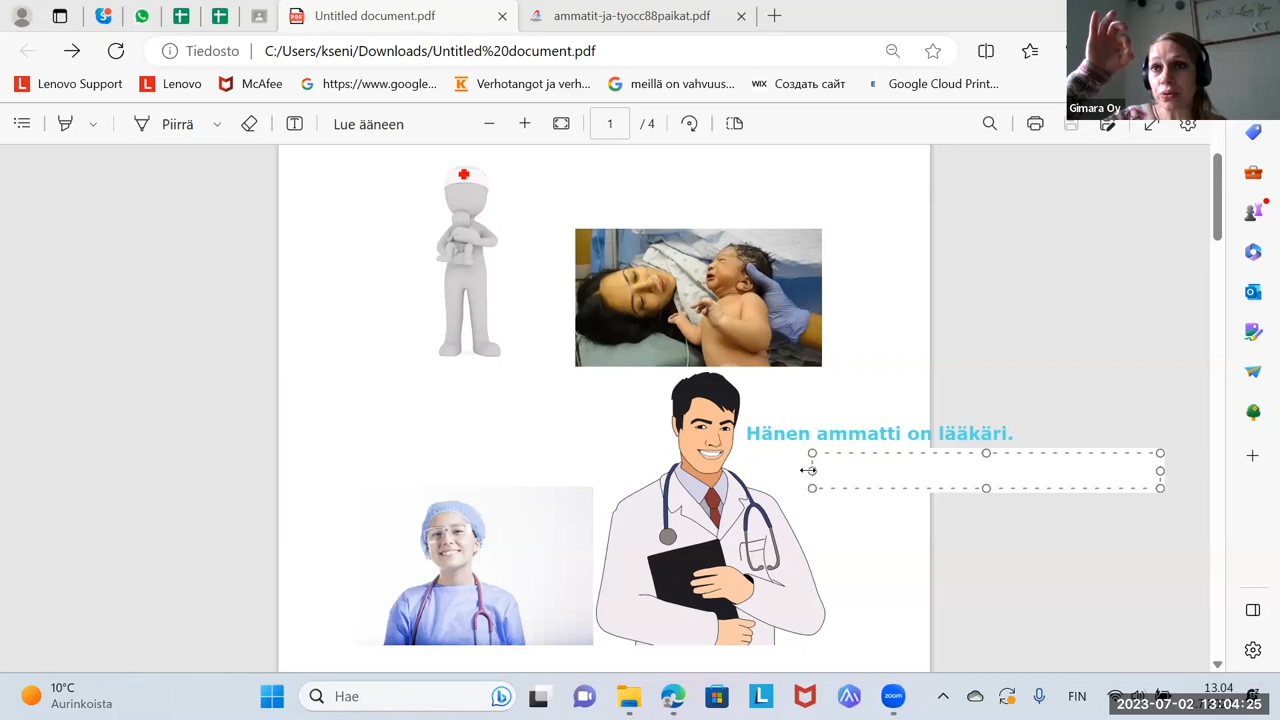 Untitled document.pdf
ammatit-ja-tyocc88paikat.pdf
Tiedosto
C:/Users/kseni/Downloads/Untitled%20document.pdf
Lenovo Support
Lenovo
McAfee
https://www.google...
Verhotangot ja verh...
meillä on vahvuus...
WIX
Создать сайт
Google Cloud Print...
Gimara Oy
Piirrä
Lue ääneen
1
/ 4
Hänen ammatti on lääkäri.
10°C
Aurinkoista
Hae
zoom
FIN
13.04
2023-07-02 13:04:25